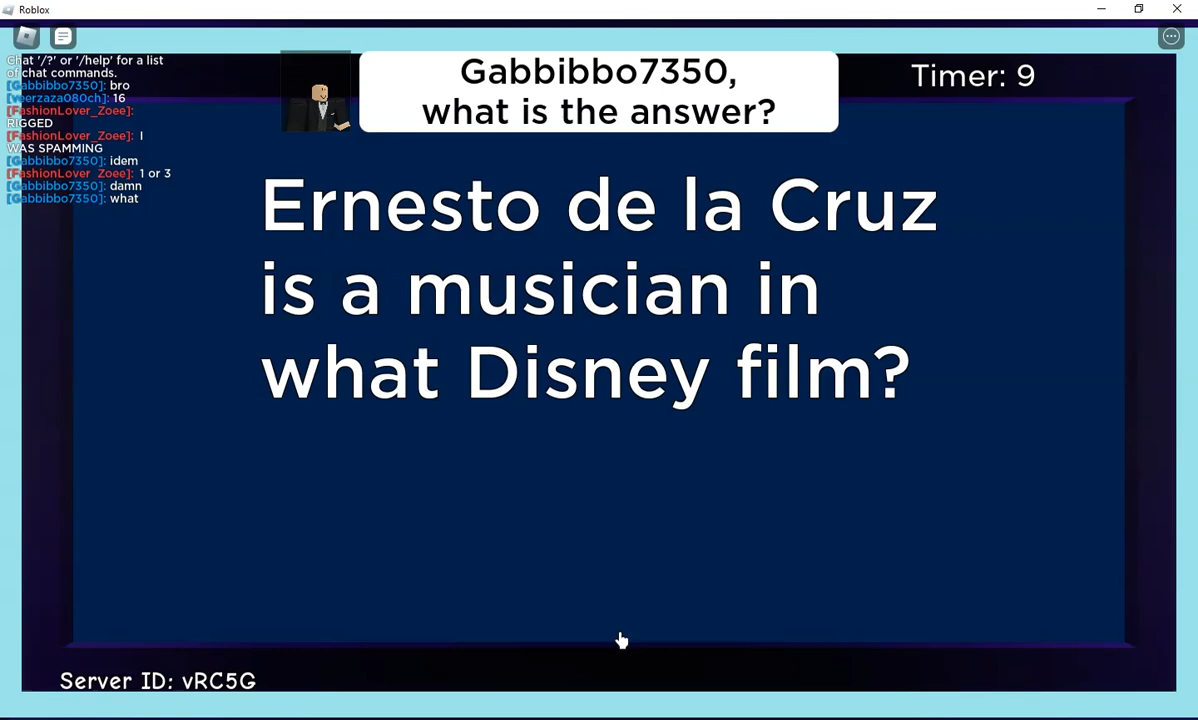 Roblox
Chat '/?' or '/help' for a list
of chat commands.
[Gabbibbo7350]: bro
[veerzaza080ch]: 16
[FashionLover_Zoee]:
RIGGED
[FashionLover_Zoee]: I
WAS SPAMMING
[Gabbibbo7350]: idem
[FashionLover_Zoee]: 1 or 3
[Gabbibbo7350]: damn
[Gabbibbo7350]: what
Gabbibbo7350,
what is the answer?
Timer: 9
Ernesto de la Cruz
is a musician in
what Disney film?
Server ID: vRC5G